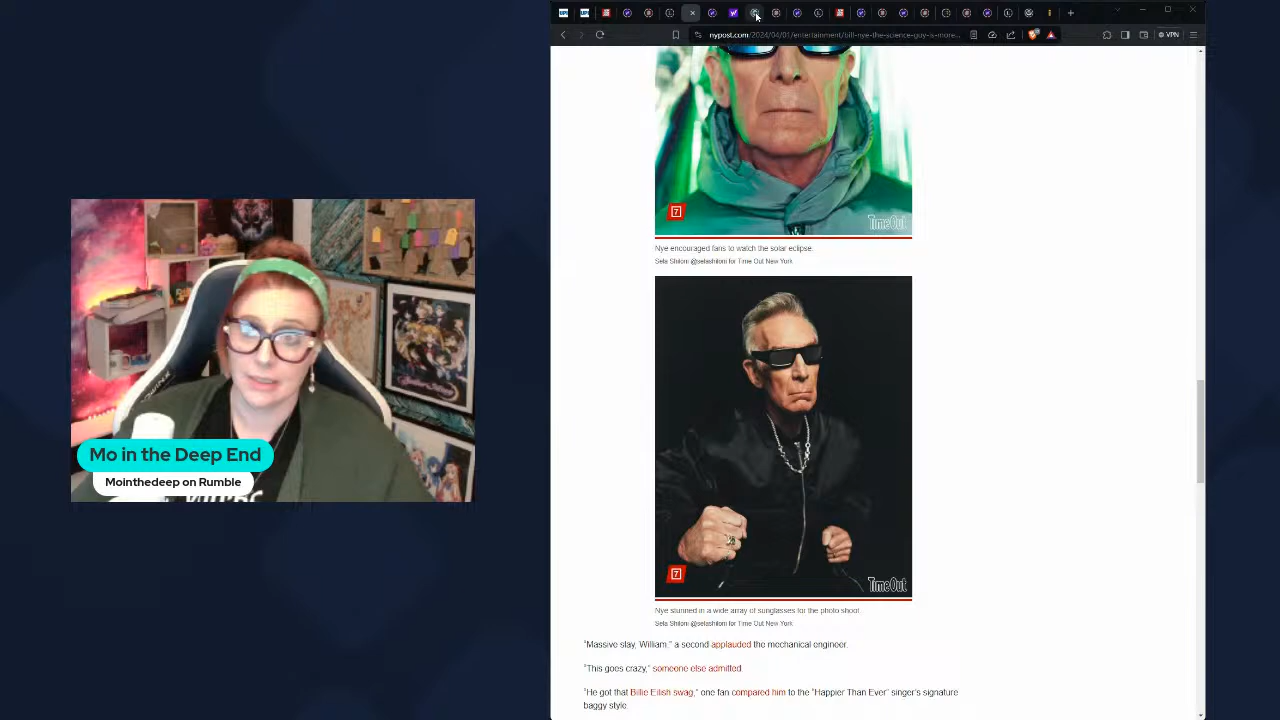 nypost.com/2024/04/01/entertainment/bill-nye-the-science-guy-is-more...
VPN
7
TimeOut
Nye encouraged fans to watch the solar eclipse.
Sela Shiloni @selashiloni for Time Out New York
7
TimeOut
Nye stunned in a wide array of sunglasses for the photo shoot.
Sela Shiloni @selashiloni for Time Out New York
"Massive slay, William," a second applauded the mechanical engineer.
"This goes crazy," someone else admitted.
"He got that Billie Eilish swag," one fan compared him to the "Happier Than Ever" singer's signature
baggy style.
Mo in the Deep End
Mointhedeep on Rumble